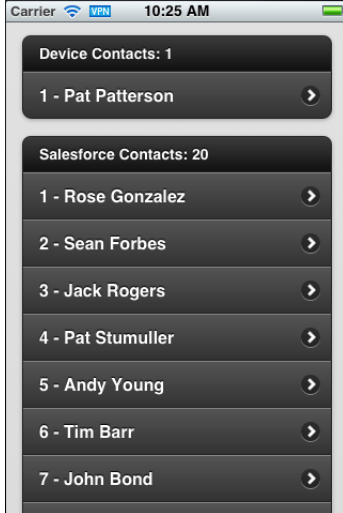 Carrier VPN 10:25 AM
Device Contacts: 1
1 - Pat Patterson
Salesforce Contacts: 20
1 - Rose Gonzalez
2 - Sean Forbes
3 - Jack Rogers
4 - Pat Stumuller
5 - Andy Young
6 - Tim Barr
7 - John Bond